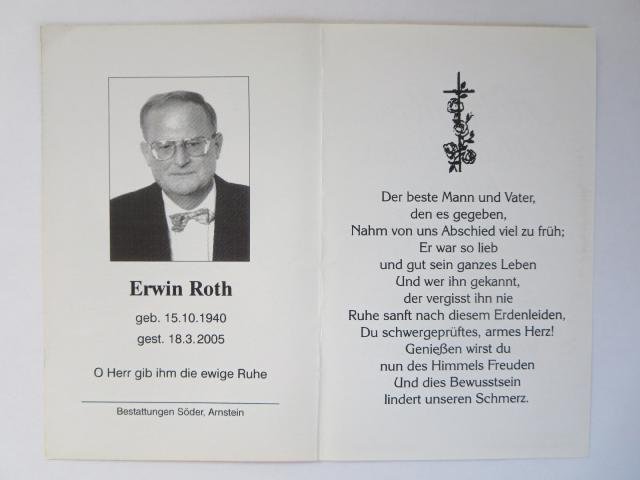 Erwin Roth
geb. 15.10.1940
gest. 18.3.2005
O Herr gib ihm die ewige Ruhe
Bestattungen Söder, Arnstein
Der beste Mann und Vater,
den es gegeben,
Nahm von uns Abschied viel zu früh;
Er war so lieb
und gut sein ganzes Leben
Und wer ihn gekannt,
der vergisst ihn nie
Ruhe sanft nach diesem Erdenleiden,
Du schwergeprüftes, armes Herz!
Genießen wirst du
nun des Himmels Freuden
Und dies Bewusstsein
lindert unseren Schmerz.